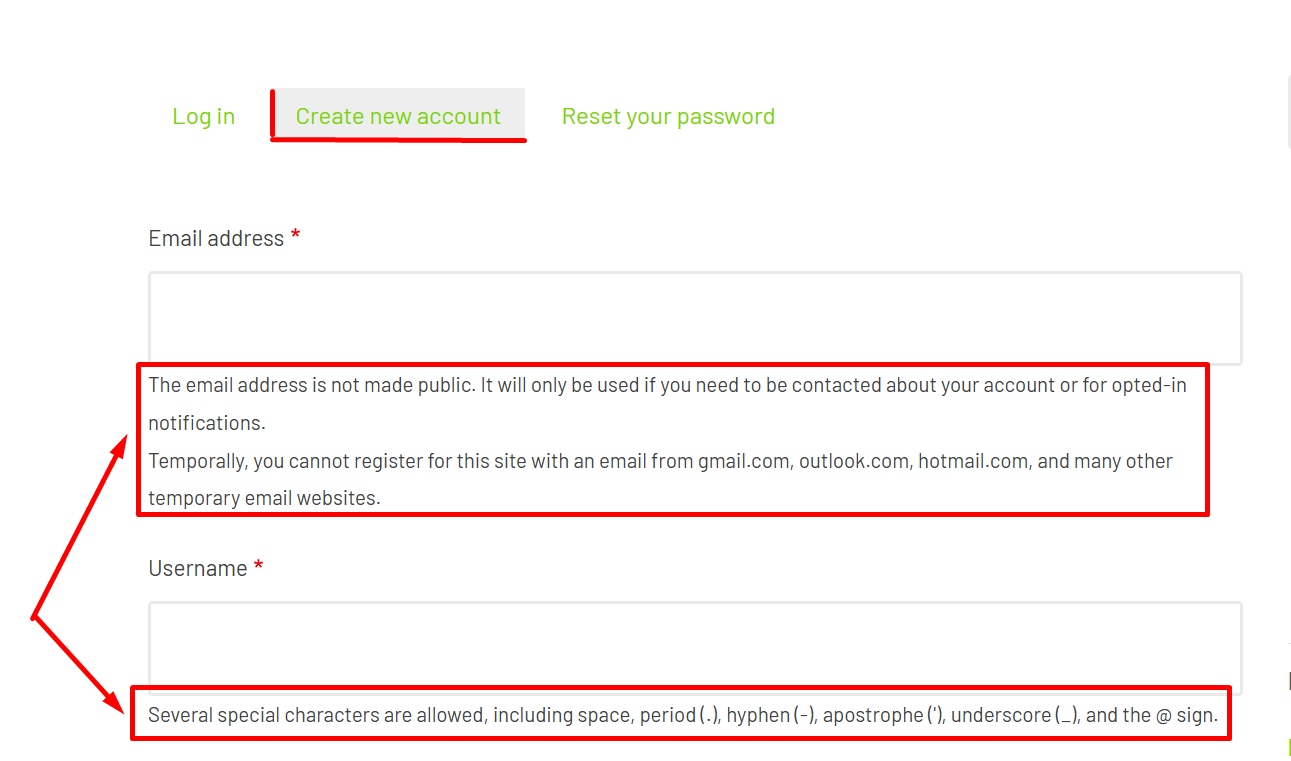 Log in Create new account Reset your password
Email address *
The email address is not made public. It will only be used if you need to be contacted about your account or for opted-in
notifications.
Temporally, you cannot register for this site with an email from gmail.com, outlook.com, hotmail.com, and many other
temporary email websites.
Username *
Several special characters are allowed, including space, period (.), hyphen (-), apostrophe ('), underscore (_), and the @ sign.